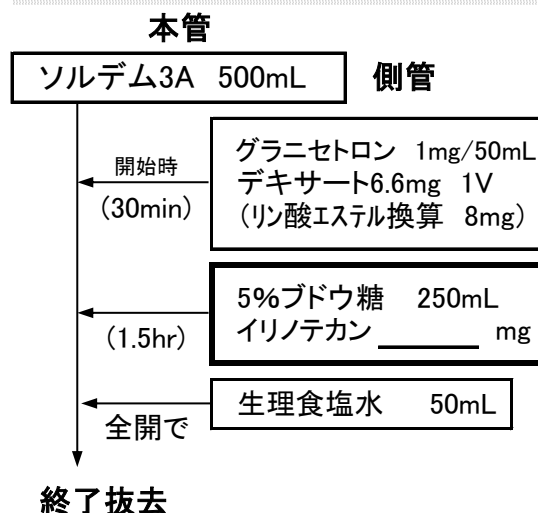 本管
ソルデム3A 500mL
側管
開始時
(30min)
グラニセトロン 1mg/50mL
デキサート6.6mg 1V
(リン酸エステル換算 8mg)
(1.5hr)
5%ブドウ糖 250mL
イリノテカン ______ mg
全開で
生理食塩水 50mL
終了抜去